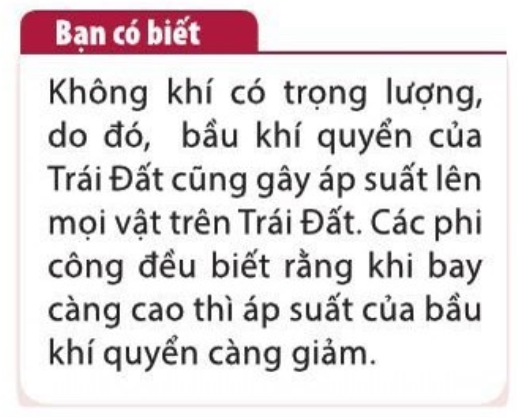 Bạn có biết
Không khí có trọng lượng,
do đó, bầu khí quyển của
Trái Đất cũng gây áp suất lên
mọi vật trên Trái Đất. Các phi
công đều biết rằng khi bay
càng cao thì áp suất của bầu
khí quyển càng giảm.